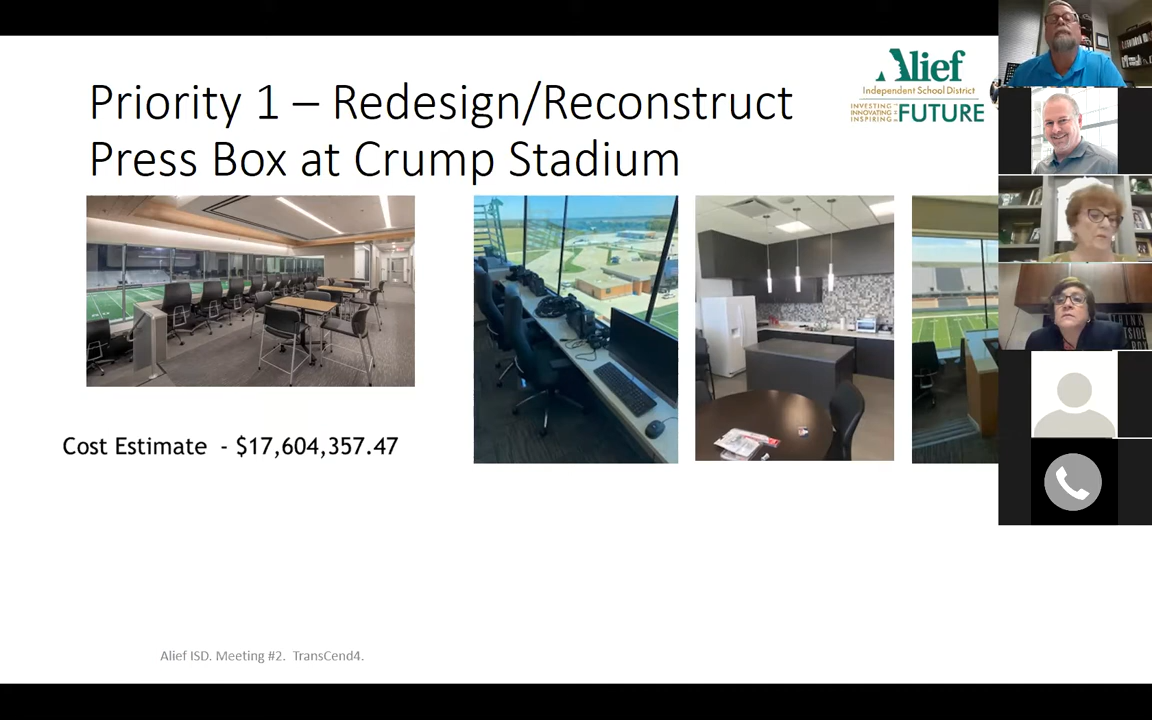 Priority 1 – Redesign/Reconstruct
Press Box at Crump Stadium
Alief
Independent School District
INVESTING
INNOVATING
INSPIRING
FUTURE
Cost Estimate - $17,604,357.47
Alief ISD. Meeting #2. TransCend4.